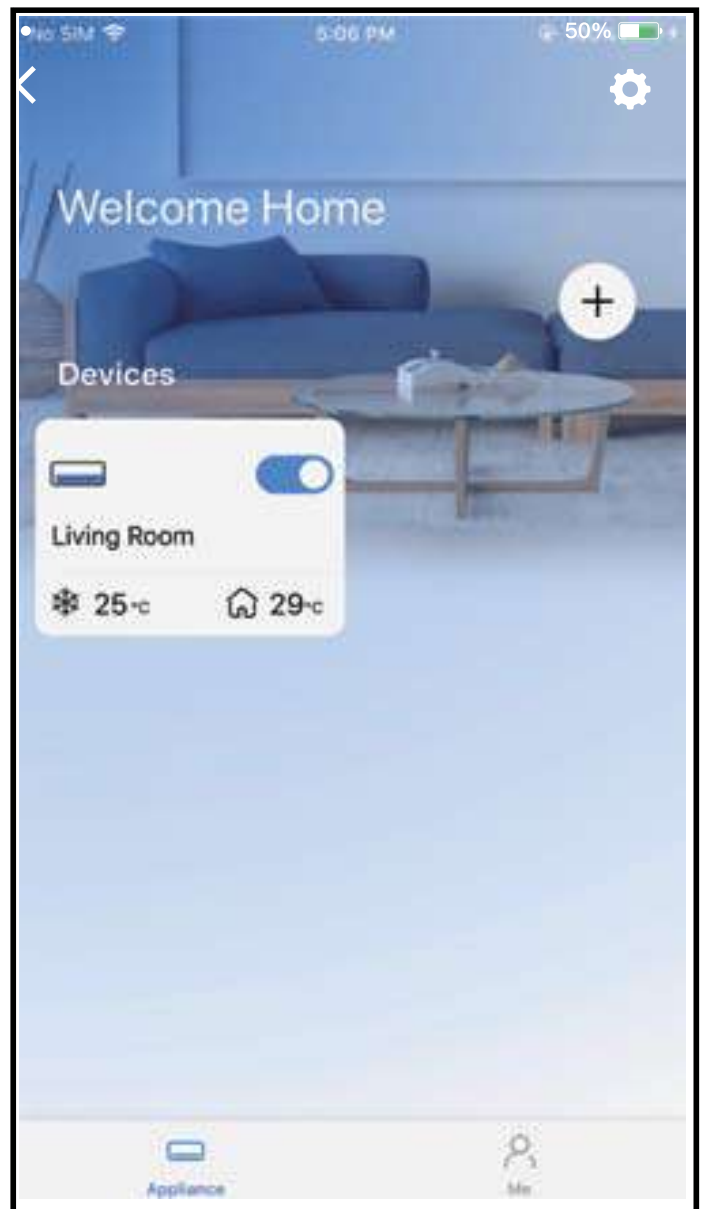 No SIM 5:06 PM 50%
Welcome Home
+
Devices
Living Room
25°C 29°C
Appliance Me